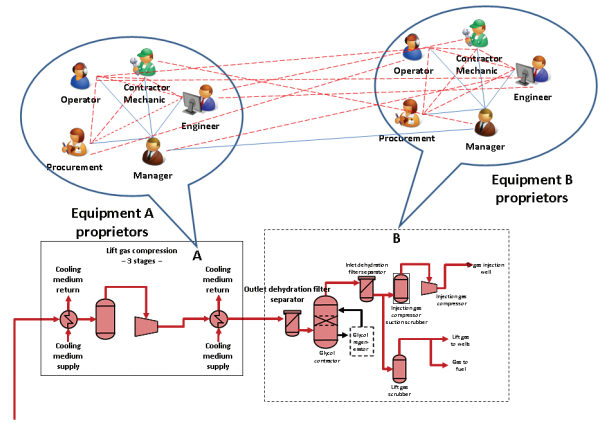 Operator
Contractor
Mechanic
Engineer
Procurement
Manager
Operator
Contractor
Mechanic
Engineer
Procurement
Manager
Equipment A
proprietors
Equipment B
proprietors
A
Lift gas compression
– 3 stages –
Cooling
medium
return
Cooling
medium
return
Cooling
medium
supply
Cooling
medium
supply
B
Outlet dehydration filter
separator
Inlet dehydration
filter separator
Glycol
contractor
Glycol
regen-
erator
Injection gas
compressor
suction scrubber
Injection gas
compressor
gas injection
well
Lift gas
scrubber
Lift gas
to wells
Gas to
fuel